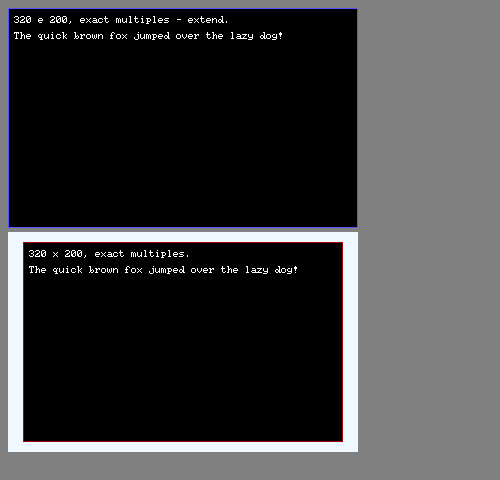 320 e 200, exact multiples - extend.
The quick brown fox jumped over the lazy dog!
320 x 200, exact multiples.
The quick brown fox jumped over the lazy dog!